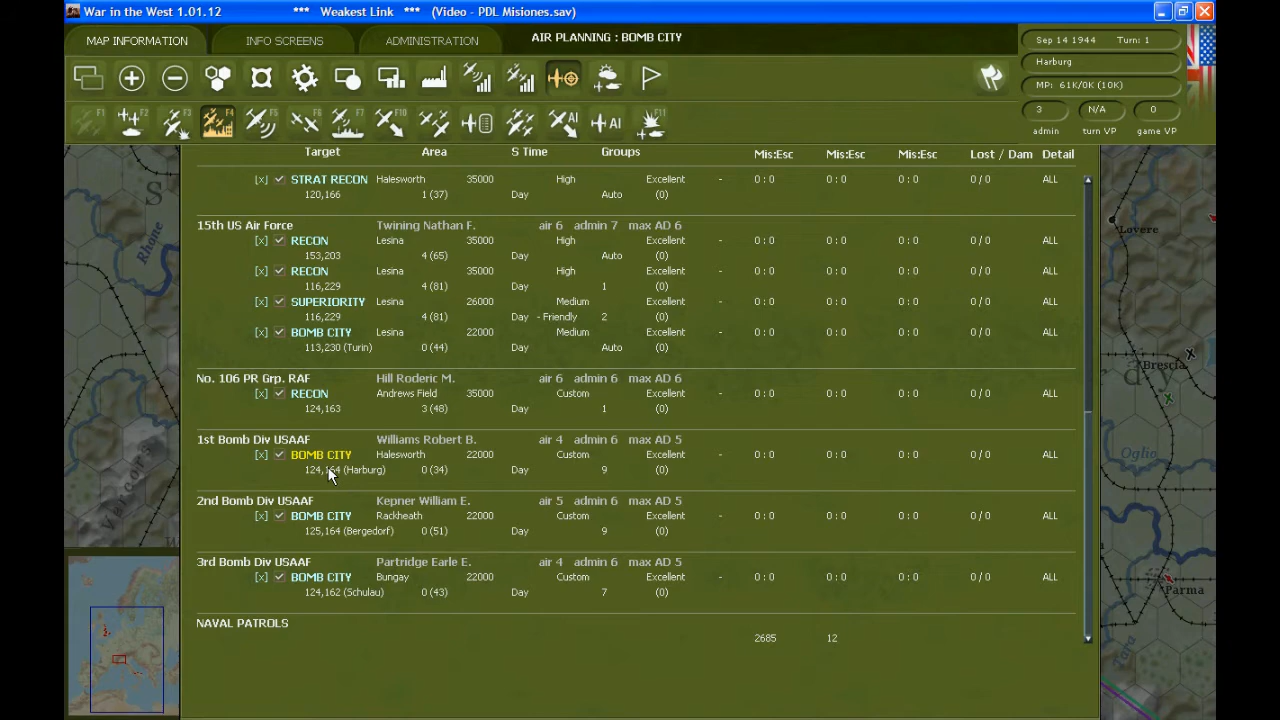 War in the West 1.01.12 *** Weakest Link *** (Video - PDL Misiones.sav)
MAP INFORMATION INFO SCREENS ADMINISTRATION AIR PLANNING : BOMB CITY
Sep 14 1944 Turn: 1
Harburg
MP: 61K/0K (10K)
3 N/A 0
admin turn VP game VP
F1 F2 F3 F4 F5 F6 F7 F10 AI AI F11
Target Area S Time Groups Mis:Esc Mis:Esc Mis:Esc Lost / Dam Detail
[x] STRAT RECON Halesworth 35000 High Excellent - 0 : 0 0 : 0 0 : 0 0 / 0 ALL
120,166 1 (37) Day Auto (0)
15th US Air Force Twining Nathan F. air 6 admin 7 max AD 6
[x] RECON Lesina 35000 High Excellent - 0 : 0 0 : 0 0 : 0 0 / 0 ALL
153,203 4 (65) Day Auto (0)
[x] RECON Lesina 35000 High Excellent - 0 : 0 0 : 0 0 : 0 0 / 0 ALL
116,229 4 (81) Day 1 (0)
[x] SUPERIORITY Lesina 26000 Medium Excellent - 0 : 0 0 : 0 0 : 0 0 / 0 ALL
116,229 4 (81) Day - Friendly 2 (0)
[x] BOMB CITY Lesina 22000 Medium Excellent - 0 : 0 0 : 0 0 : 0 0 / 0 ALL
113,230 (Turin) 0 (44) Day Auto (0)
No. 106 PR Grp. RAF Hill Roderic M. air 6 admin 6 max AD 6
[x] RECON Andrews Field 35000 Custom Excellent - 0 : 0 0 : 0 0 : 0 0 / 0 ALL
124,163 3 (48) Day 1 (0)
1st Bomb Div USAAF Williams Robert B. air 4 admin 6 max AD 5
[x] BOMB CITY Halesworth 22000 Custom Excellent - 0 : 0 0 : 0 0 : 0 0 / 0 ALL
124,164 (Harburg) 0 (34) Day 9 (0)
2nd Bomb Div USAAF Kepner William E. air 5 admin 6 max AD 5
[x] BOMB CITY Rackheath 22000 Custom Excellent - 0 : 0 0 : 0 0 : 0 0 / 0 ALL
125,164 (Bergedorf) 0 (51) Day 9 (0)
3rd Bomb Div USAAF Partridge Earle E. air 4 admin 6 max AD 5
[x] BOMB CITY Bungay 22000 Custom Excellent - 0 : 0 0 : 0 0 : 0 0 / 0 ALL
124,162 (Schulau) 0 (43) Day 7 (0)
NAVAL PATROLS
2685 12
Rhone
Lovere
Brescia
Oglio
Parma